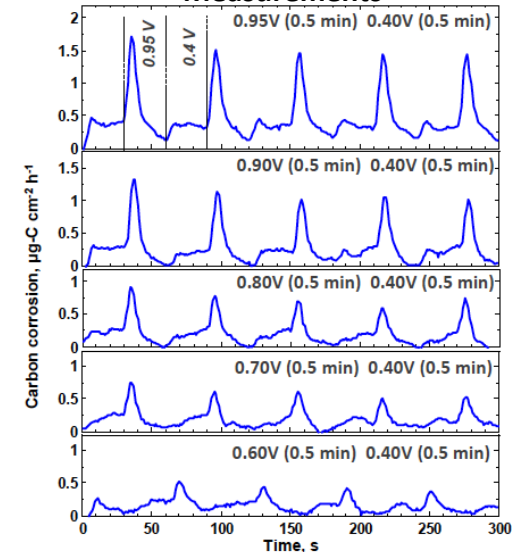 measurements
0.95V (0.5 min) 0.40V (0.5 min)
0.95 V
0.4 V
2
1.5
1
0.5
0
0.90V (0.5 min) 0.40V (0.5 min)
1.5
1
0.5
0
0.80V (0.5 min) 0.40V (0.5 min)
1
0.5
0
0.70V (0.5 min) 0.40V (0.5 min)
1
0.5
0
0.60V (0.5 min) 0.40V (0.5 min)
1
0.5
0
0 50 100 150 200 250 300
Time, s
Carbon corrosion, µg-C cm⁻² h⁻¹